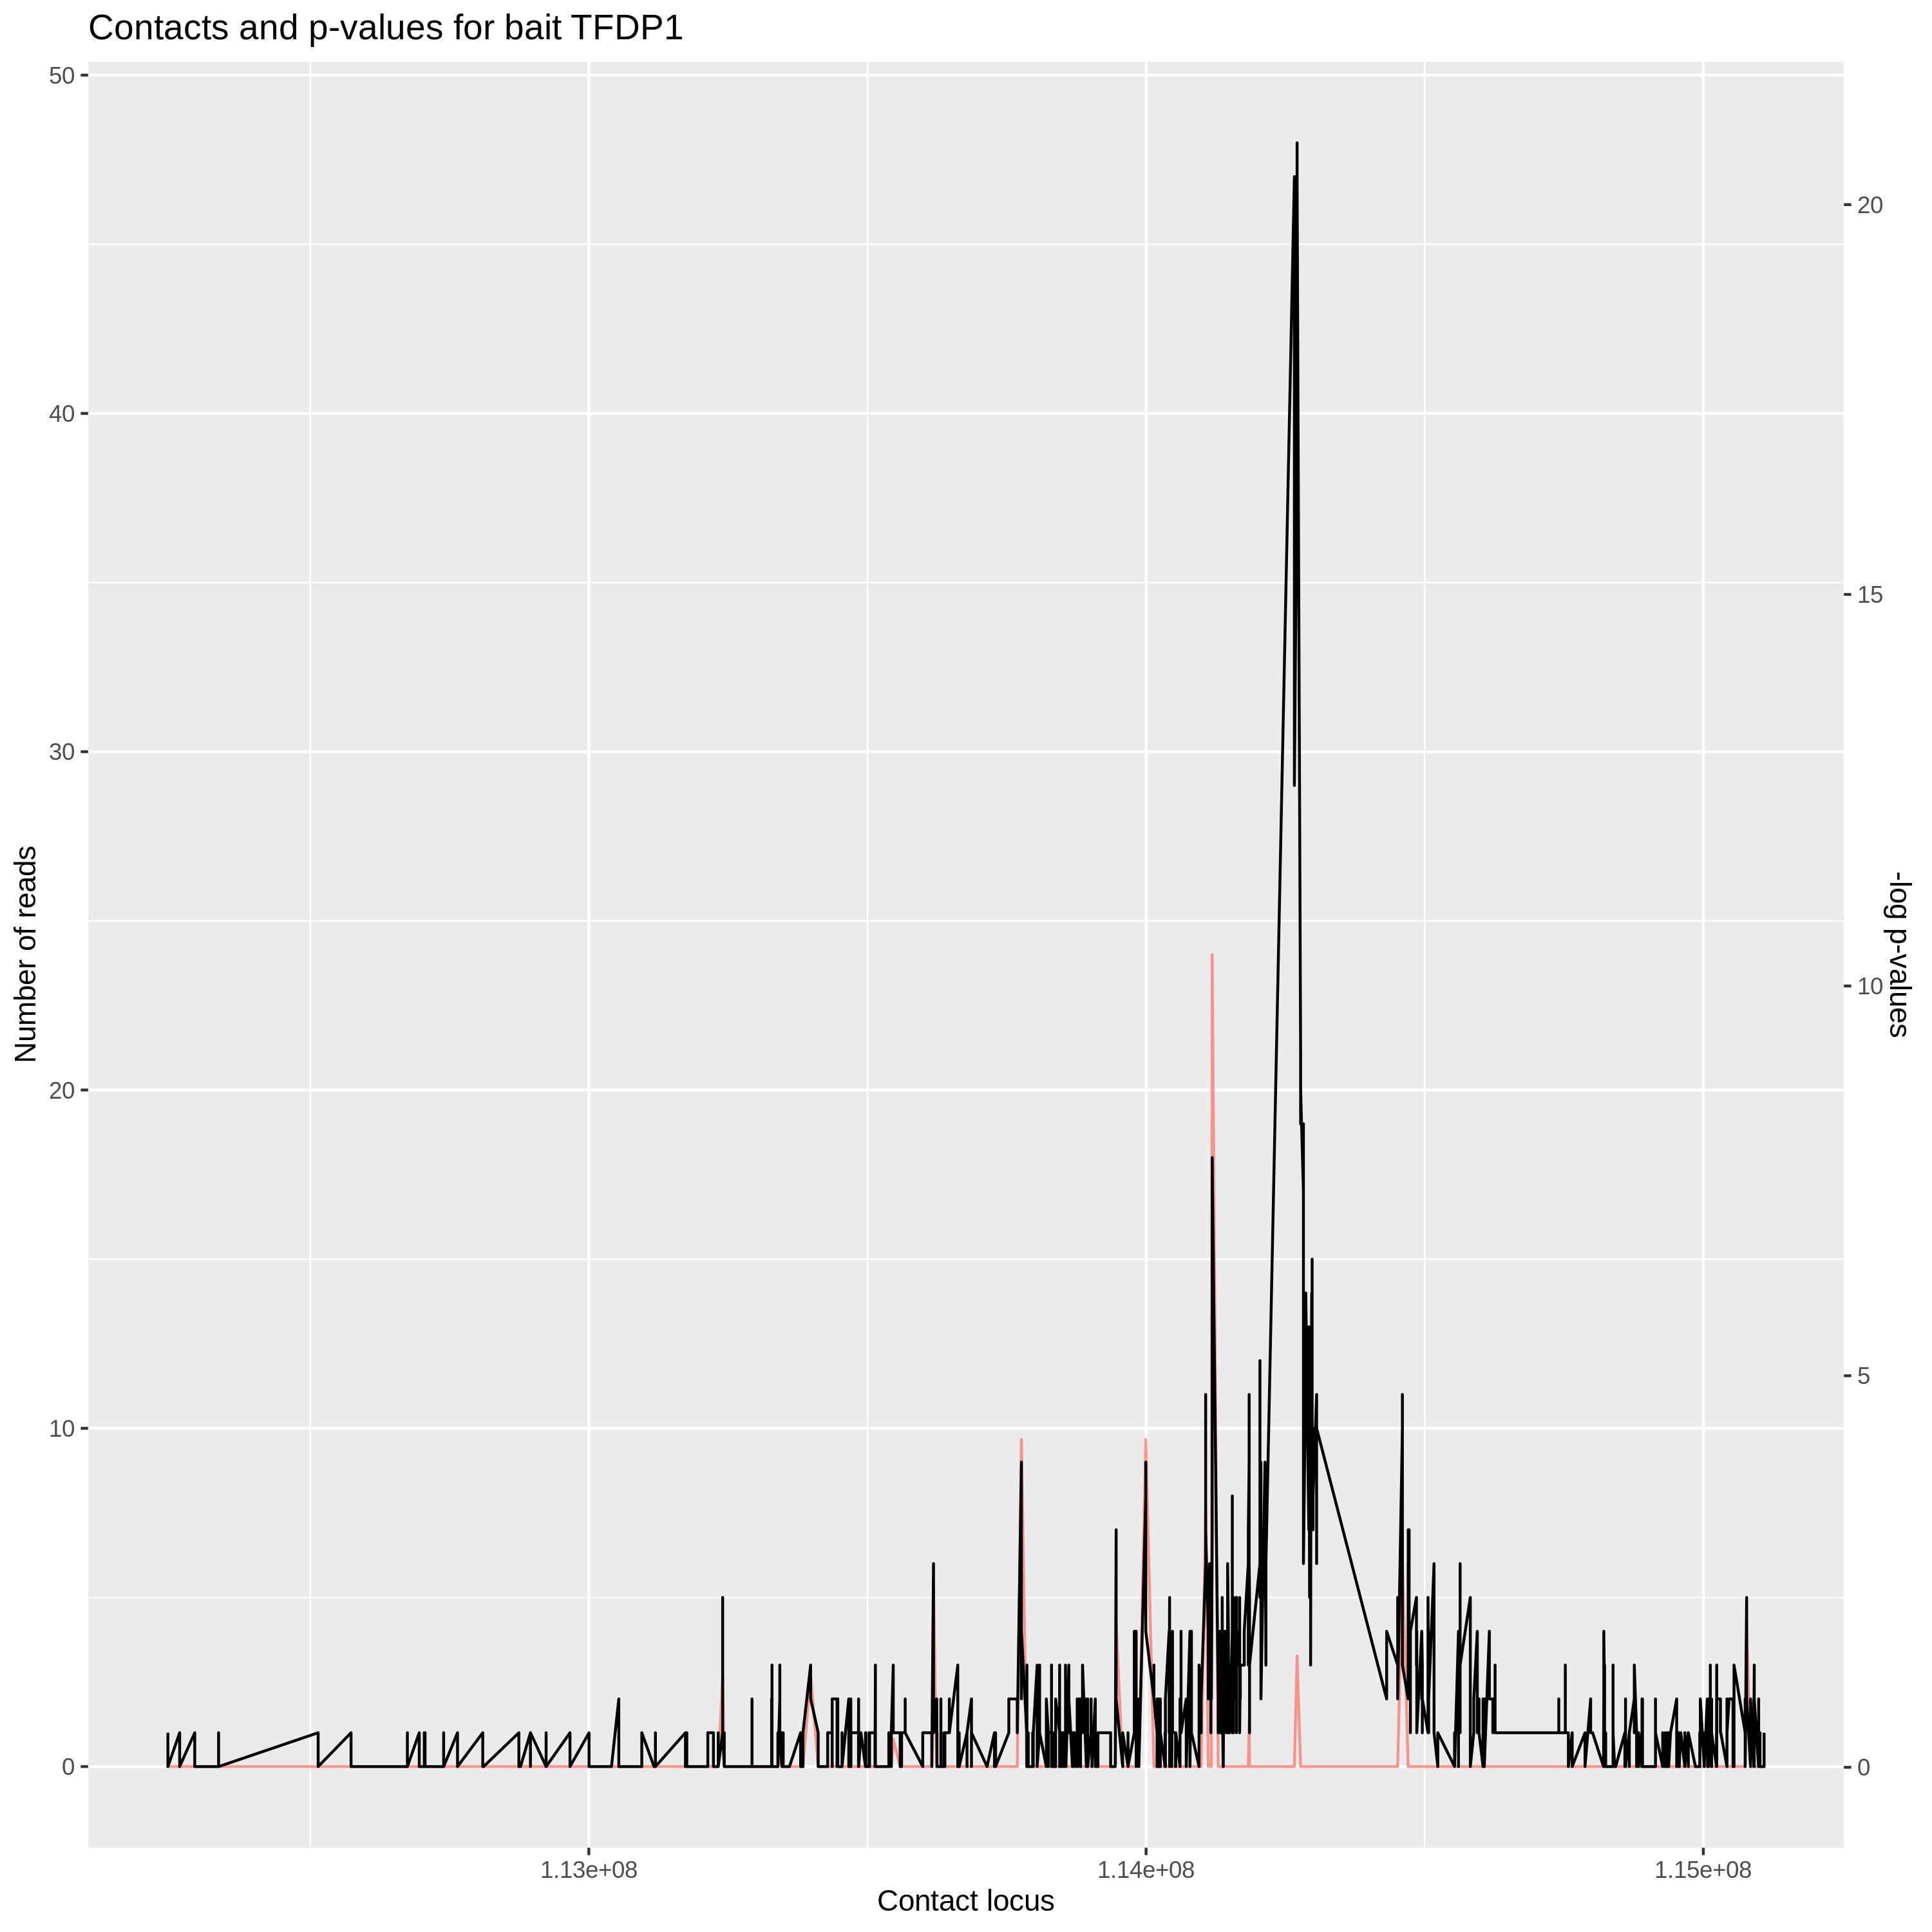 Contacts and p-values for bait TFDP1
50
40
30
20
10
0
Number of reads
20
15
10
5
0
-log p-values
1.13e+08
1.14e+08
1.15e+08
Contact locus